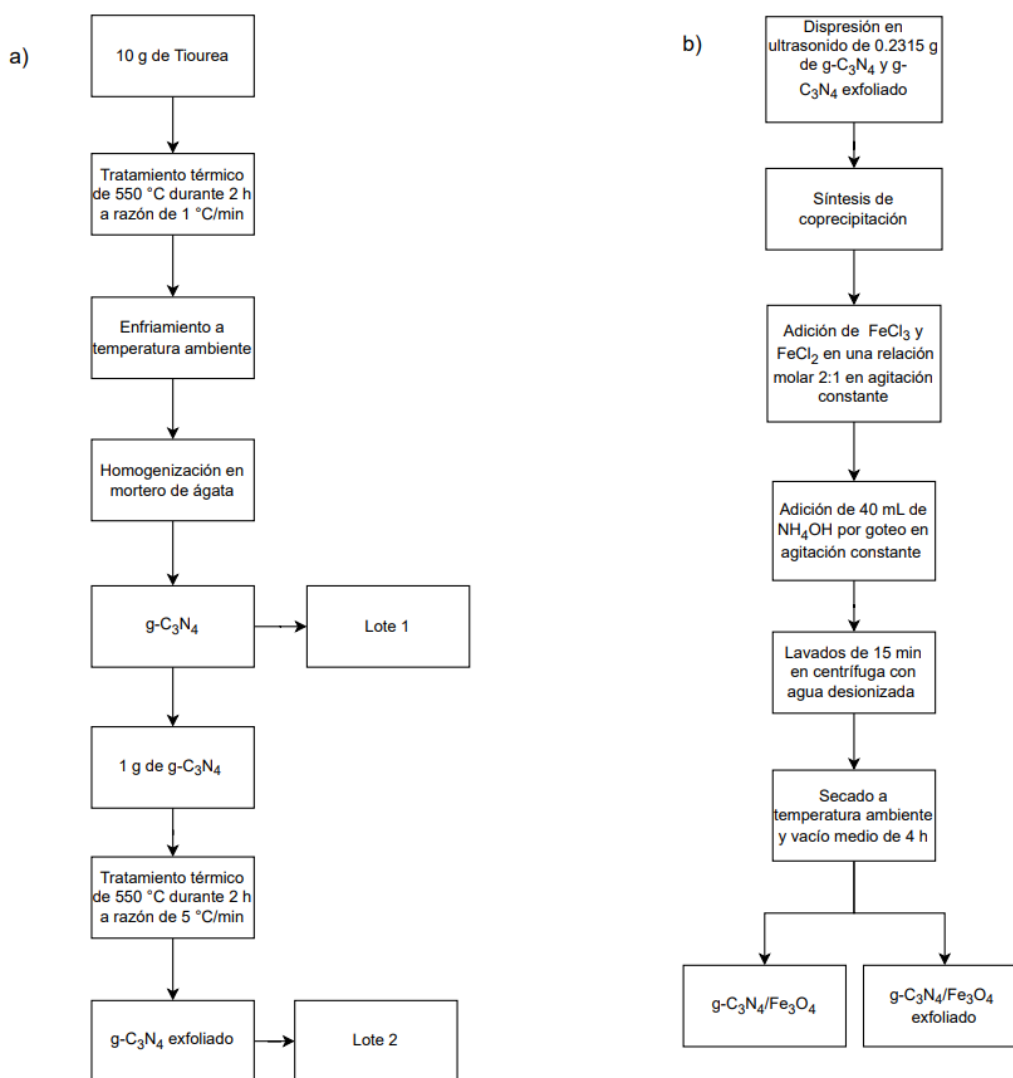 a)
10 g de Tiourea
Tratamiento térmico
de 550 °C durante 2 h
a razón de 1 °C/min
Enfriamiento a
temperatura ambiente
Homogenización en
mortero de ágata
g-C₃N₄
Lote 1
1 g de g-C₃N₄
Tratamiento térmico
de 550 °C durante 2 h
a razón de 5 °C/min
g-C₃N₄ exfoliado
Lote 2
b)
Dispresión en
ultrasonido de 0.2315 g
de g-C₃N₄ y g-
C₃N₄ exfoliado
Síntesis de
coprecipitación
Adición de FeCl₃ y
FeCl₂ en una relación
molar 2:1 en agitación
constante
Adición de 40 mL de
NH₄OH por goteo en
agitación constante
Lavados de 15 min
en centrífuga con
agua desionizada
Secado a
temperatura ambiente
y vacío medio de 4 h
g-C₃N₄/Fe₃O₄
g-C₃N₄/Fe₃O₄
exfoliado